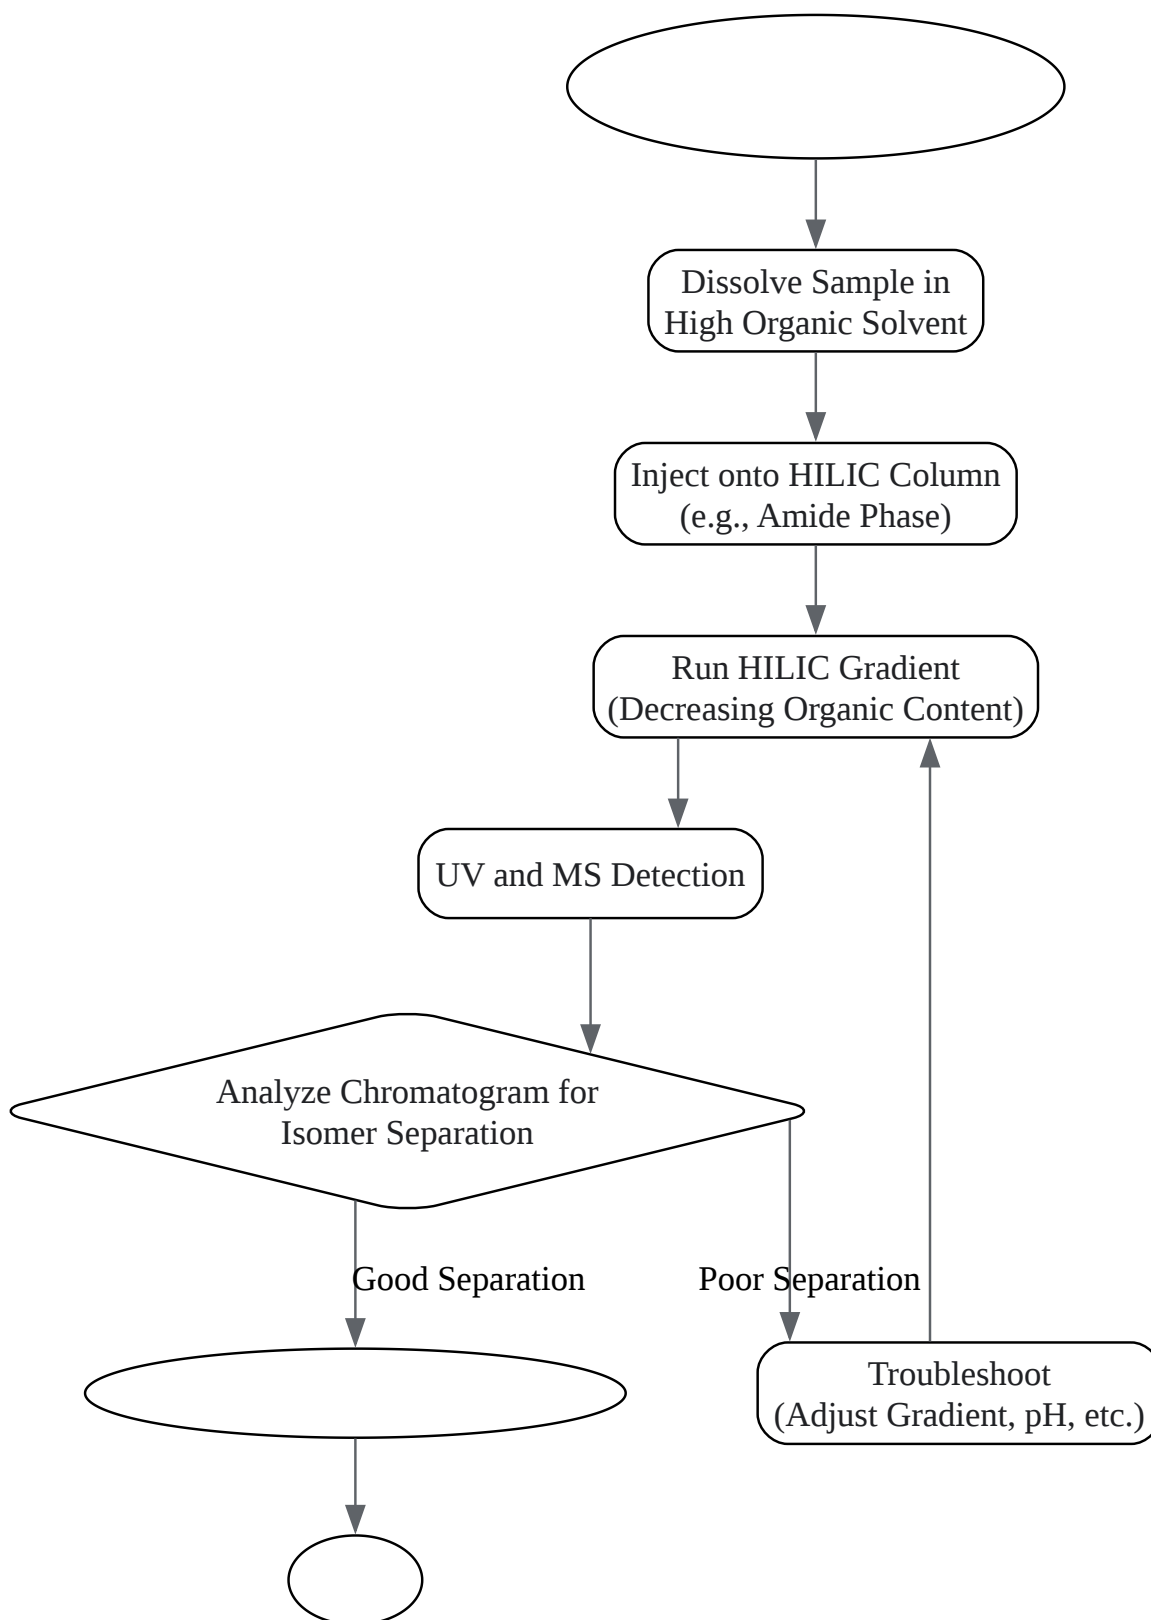 Dissolve Sample in
High Organic Solvent
Inject onto HILIC Column
(e.g., Amide Phase)
Run HILIC Gradient
(Decreasing Organic Content)
UV and MS Detection
Analyze Chromatogram for
Isomer Separation
Good Separation
Poor Separation
Troubleshoot
(Adjust Gradient, pH, etc.)